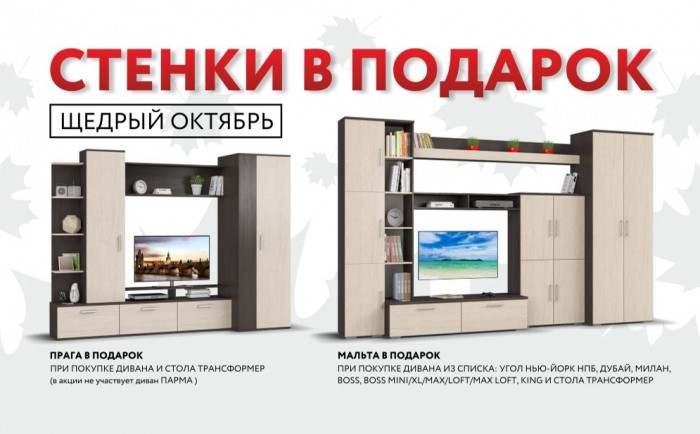 СТЕНКИ В ПОДАРОК
ЩЕДРЫЙ ОКТЯБРЬ
ПРАГА В ПОДАРОК
ПРИ ПОКУПКЕ ДИВАНА И СТОЛА ТРАНСФОРМЕР
(в акции не участвует диван ПАРМА )
МАЛЬТА В ПОДАРОК
ПРИ ПОКУПКЕ ДИВАНА ИЗ СПИСКА: УГОЛ НЬЮ-ЙОРК НПБ, ДУБАЙ, МИЛАН,
BOSS, BOSS MINI/XL/MAX/LOFT/MAX LOFT, KING И СТОЛА ТРАНСФОРМЕР